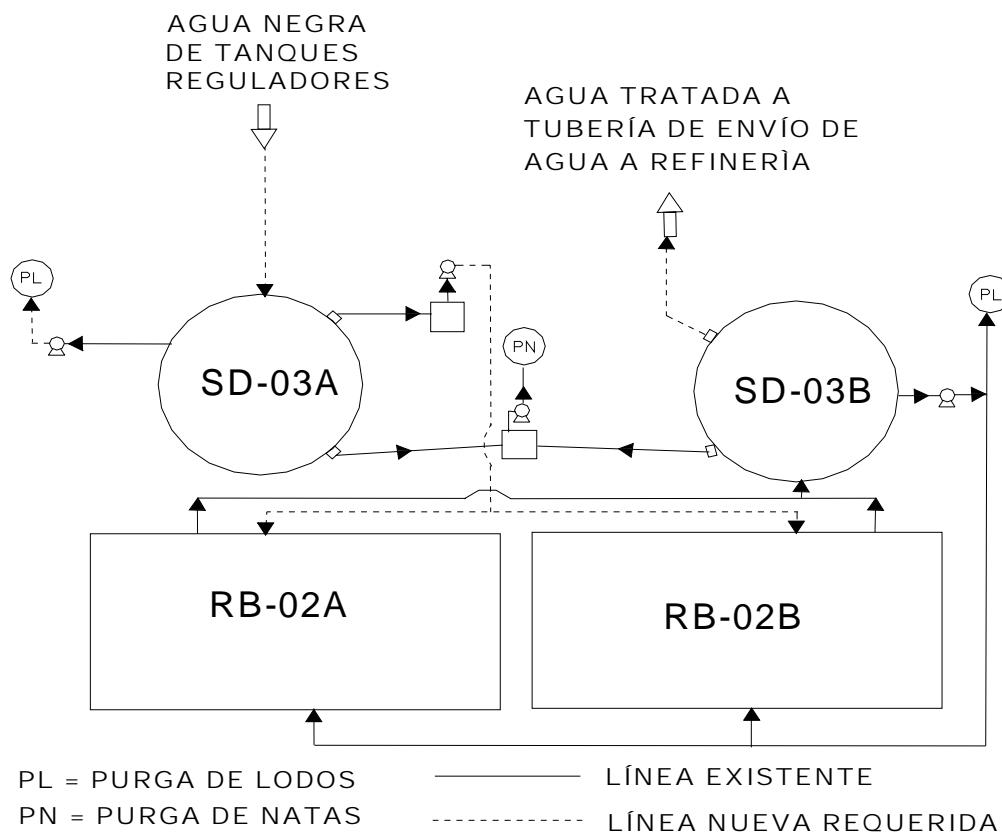 AGUA NEGRA
DE TANQUES
REGULADORES
AGUA TRATADA A
TUBERÍA DE ENVÍO DE
AGUA A REFINERÌA
PL
PL
PN
SD-03A
SD-03B
RB-02A
RB-02B
PL = PURGA DE LODOS
LÍNEA EXISTENTE
PN = PURGA DE NATAS
LÍNEA NUEVA REQUERIDA